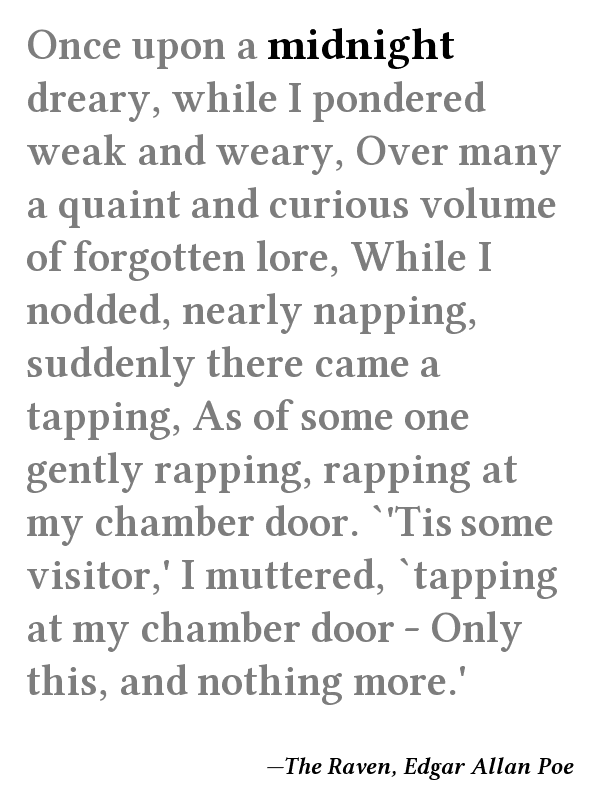 Once upon a midnight
dreary, while I pondered
weak and weary, Over many
a quaint and curious volume
of forgotten lore, While I
nodded, nearly napping,
suddenly there came a
tapping, As of some one
gently rapping, rapping at
my chamber door. `'Tis some
visitor,' I muttered, `tapping
at my chamber door - Only
this, and nothing more.'
—The Raven, Edgar Allan Poe